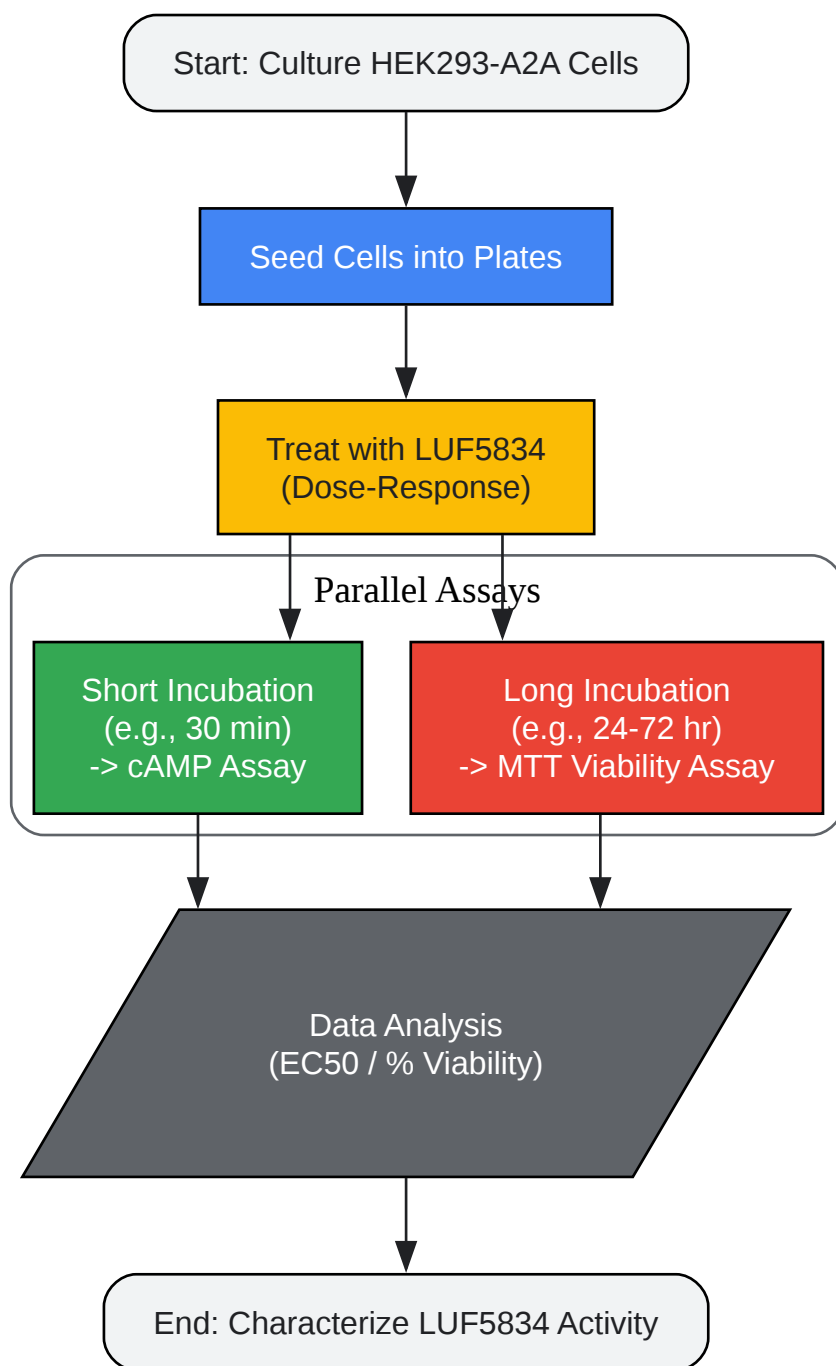 Start: Culture HEK293-A2A Cells
Seed Cells into Plates
Treat with LUF5834
(Dose-Response)
Parallel Assays
Short Incubation
(e.g., 30 min)
-> cAMP Assay
Long Incubation
(e.g., 24-72 hr)
-> MTT Viability Assay
Data Analysis
(EC50 / % Viability)
End: Characterize LUF5834 Activity